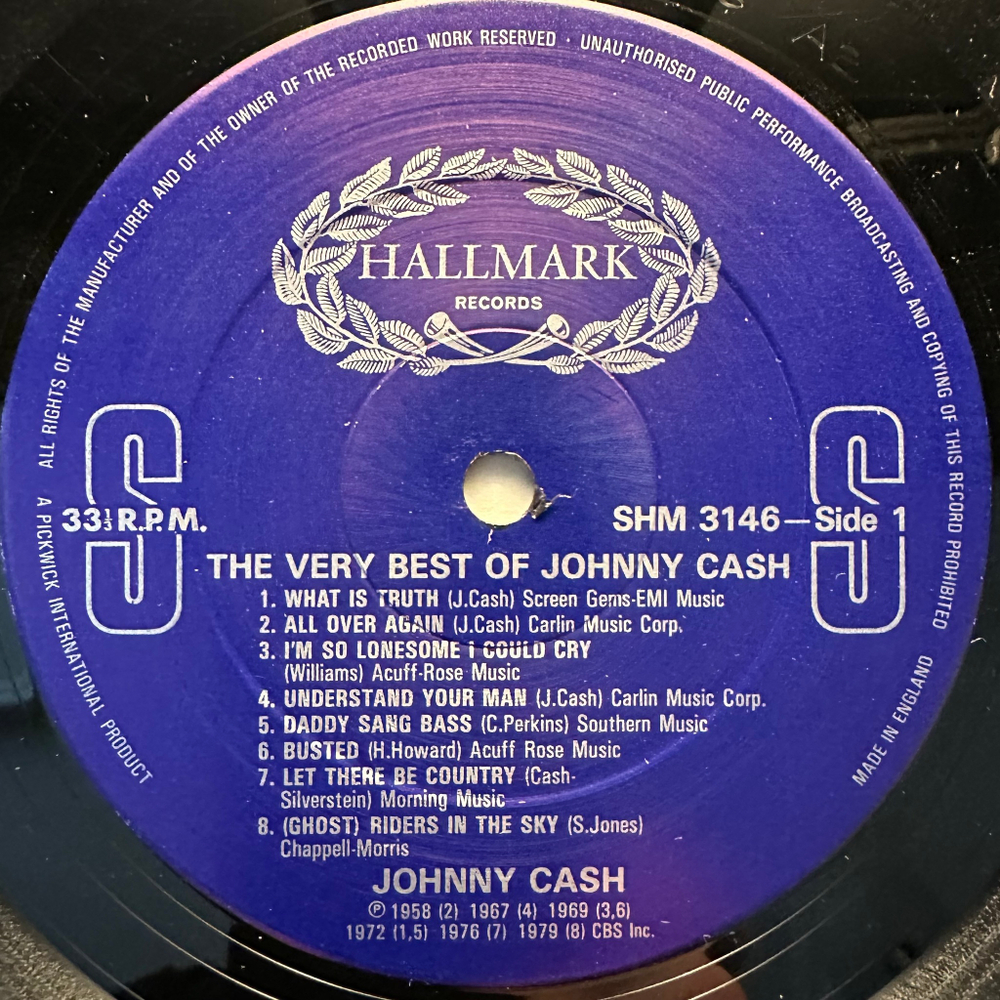 ALL RIGHTS OF THE MANUFACTURER AND OF THE OWNER OF THE RECORDED WORK RESERVED · UNAUTHORISED PUBLIC PERFORMANCE BROADCASTING AND COPYING OF THIS RECORD PROHIBITED
HALLMARK
RECORDS
S S
33⅓ R.P.M. SHM 3146—Side 1
THE VERY BEST OF JOHNNY CASH
1. WHAT IS TRUTH (J.Cash) Screen Gems-EMI Music
2. ALL OVER AGAIN (J.Cash) Carlin Music Corp.
3. I'M SO LONESOME I COULD CRY
(Williams) Acuff-Rose Music
4. UNDERSTAND YOUR MAN (J.Cash) Carlin Music Corp.
5. DADDY SANG BASS (C.Perkins) Southern Music
6. BUSTED (H.Howard) Acuff Rose Music
7. LET THERE BE COUNTRY (Cash-
Silverstein) Morning Music
8. (GHOST) RIDERS IN THE SKY (S.Jones)
Chappell-Morris
JOHNNY CASH
℗ 1958 (2) 1967 (4) 1969 (3,6)
1972 (1,5) 1976 (7) 1979 (8) CBS Inc.
A PICKWICK INTERNATIONAL PRODUCT
MADE IN ENGLAND